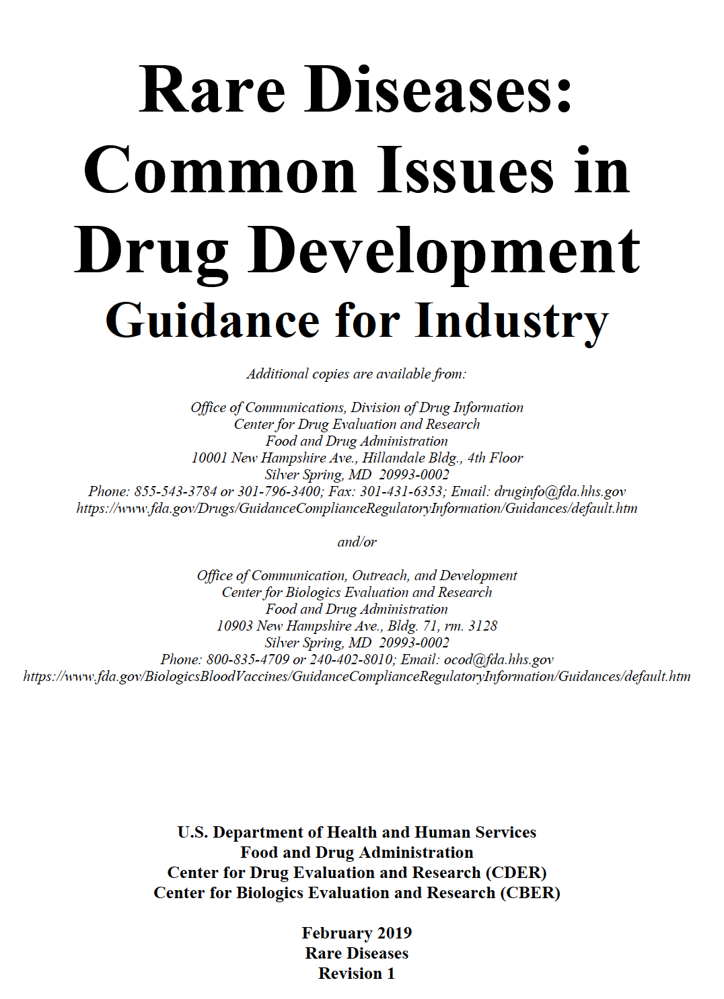 Rare Diseases:
Common Issues in
Drug Development
Guidance for Industry
Additional copies are available from:
Office of Communications, Division of Drug Information
Center for Drug Evaluation and Research
Food and Drug Administration
10001 New Hampshire Ave., Hillandale Bldg., 4th Floor
Silver Spring, MD  20993-0002
Phone: 855-543-3784 or 301-796-3400; Fax: 301-431-6353; Email: druginfo@fda.hhs.gov
https://www.fda.gov/Drugs/GuidanceComplianceRegulatoryInformation/Guidances/default.htm
and/or
Office of Communication, Outreach, and Development
Center for Biologics Evaluation and Research
Food and Drug Administration
10903 New Hampshire Ave., Bldg. 71, rm. 3128
Silver Spring, MD  20993-0002
Phone: 800-835-4709 or 240-402-8010; Email: ocod@fda.hhs.gov
https://www.fda.gov/BiologicsBloodVaccines/GuidanceComplianceRegulatoryInformation/Guidances/default.htm
U.S. Department of Health and Human Services
Food and Drug Administration
Center for Drug Evaluation and Research (CDER)
Center for Biologics Evaluation and Research (CBER)
February 2019
Rare Diseases
Revision 1